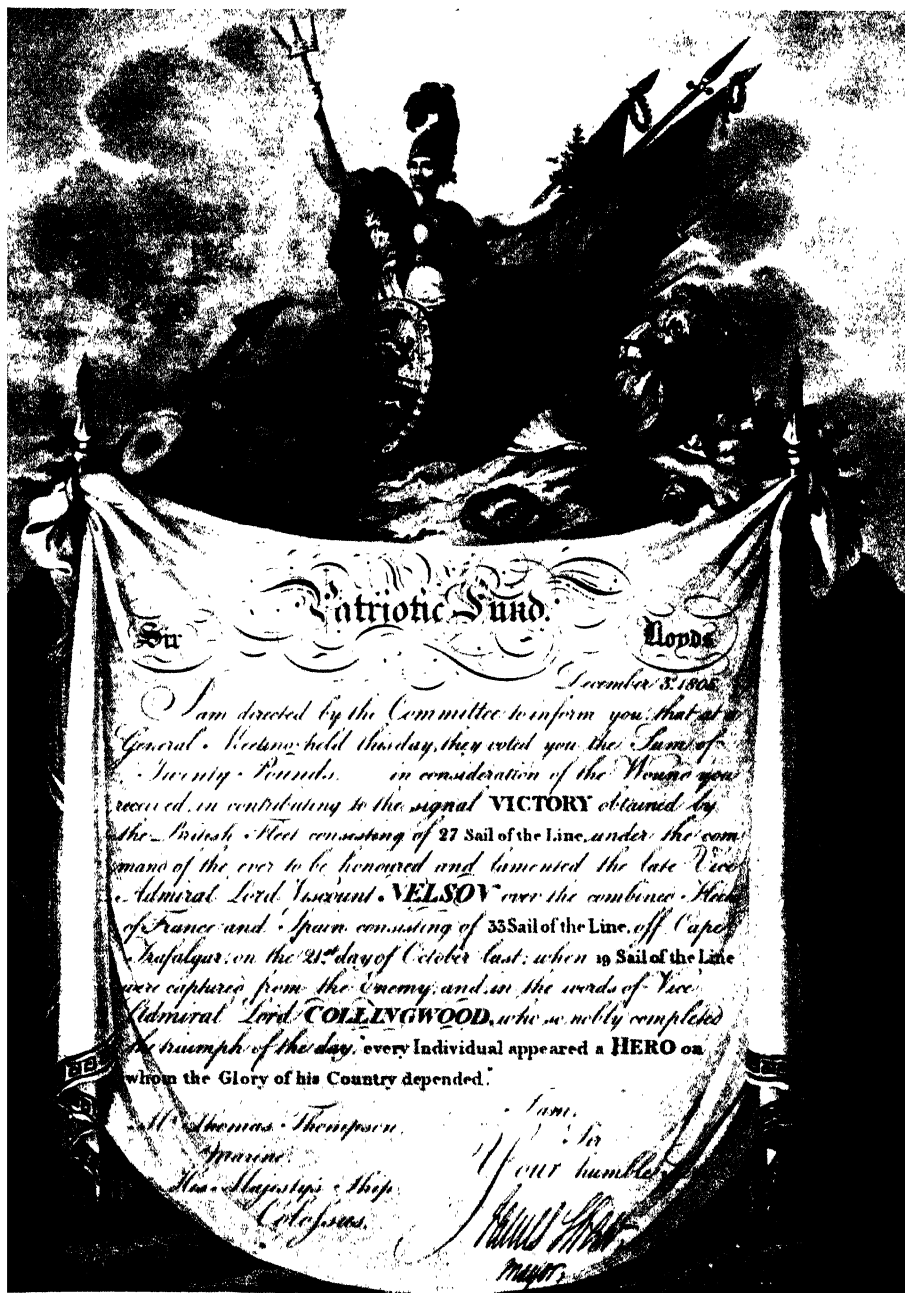 Patriotic Fund.
Sir Lloyds
December 3. 1805
I am directed by the Committee to inform you, that at a
General Meeting held this day, they voted you the Sum of
Twenty Pounds. in consideration of the Wound you
received, in contributing to the signal VICTORY obtained by
the British Fleet consisting of 27 Sail of the Line, under the com
mand of the ever to be honoured and lamented the late Vice
Admiral Lord Viscount NELSON over the combined Fleet
of France and Spain consisting of 33 Sail of the Line, off Cape
Trafalgar, on the 21st day of October last; when 19 Sail of the Line
were captured from the Enemy, and in the words of Vice
Admiral Lord COLLINGWOOD, who so nobly completed
the triumph of the day, "every Individual appeared a HERO on
whom the Glory of his Country depended."
I am,
Sir
Your humble
Mr Thomas Thompson.
Marine.
His Majesty's Ship
Colossus.
James Shaw
Mayor,